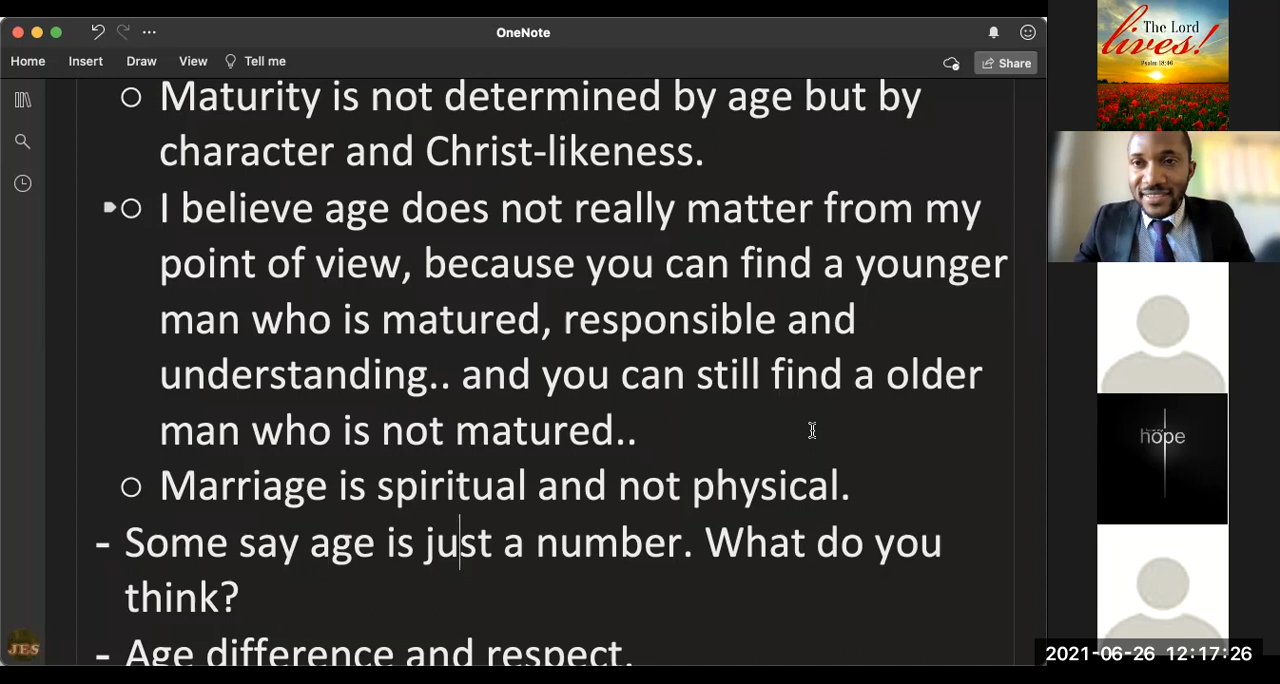 OneNote
Home Insert Draw View Tell me Share
Maturity is not determined by age but by
character and Christ-likeness.
I believe age does not really matter from my
point of view, because you can find a younger
man who is matured, responsible and
understanding.. and you can still find a older
man who is not matured..
Marriage is spiritual and not physical.
- Some say age is just a number. What do you
think?
- Age difference and respect.
JES
The Lord
lives!
Psalm 18:46
hope
2021-06-26 12:17:26